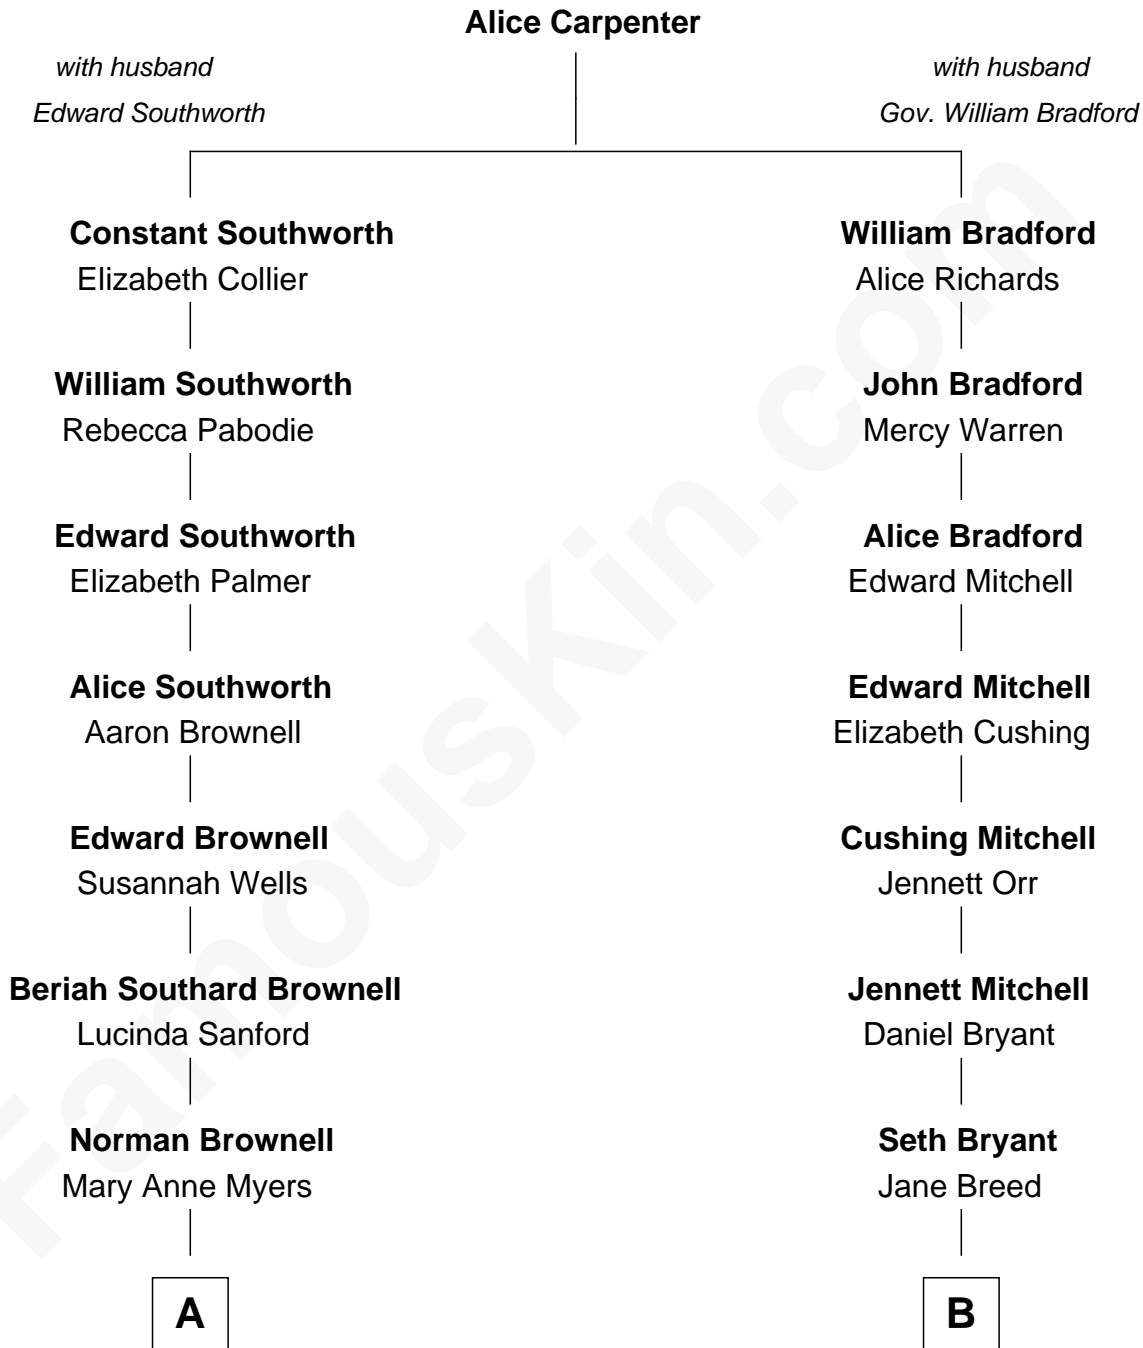 Alice Carpenter
with husband
Edward Southworth
with husband
Gov. William Bradford
Constant Southworth
Elizabeth Collier
William Southworth
Rebecca Pabodie
Edward Southworth
Elizabeth Palmer
Alice Southworth
Aaron Brownell
Edward Brownell
Susannah Wells
Beriah Southard Brownell
Lucinda Sanford
Norman Brownell
Mary Anne Myers
A
William Bradford
Alice Richards
John Bradford
Mercy Warren
Alice Bradford
Edward Mitchell
Edward Mitchell
Elizabeth Cushing
Cushing Mitchell
Jennett Orr
Jennett Mitchell
Daniel Bryant
Seth Bryant
Jane Breed
B
FamousKin.com